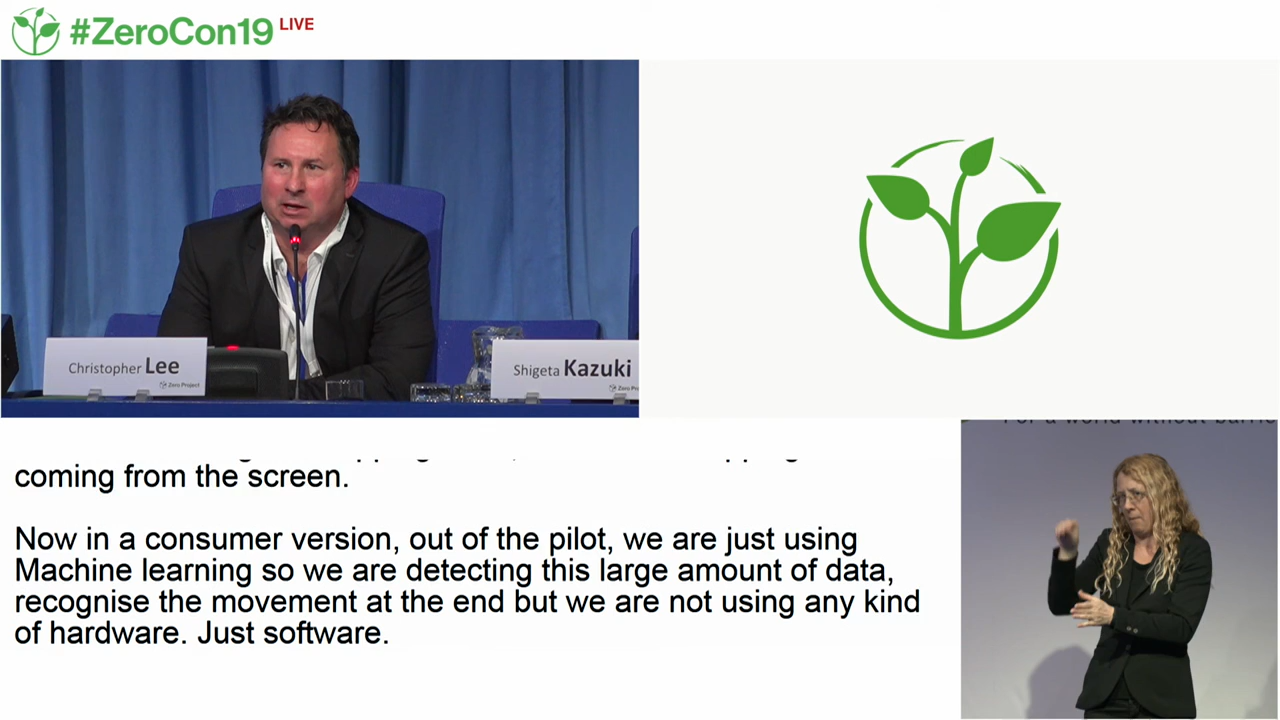 #ZeroCon19 LIVE
Christopher Lee
Zero Project
Shigeta Kazuki
coming from the screen.
Now in a consumer version, out of the pilot, we are just using
Machine learning so we are detecting this large amount of data,
recognise the movement at the end but we are not using any kind
of hardware. Just software.